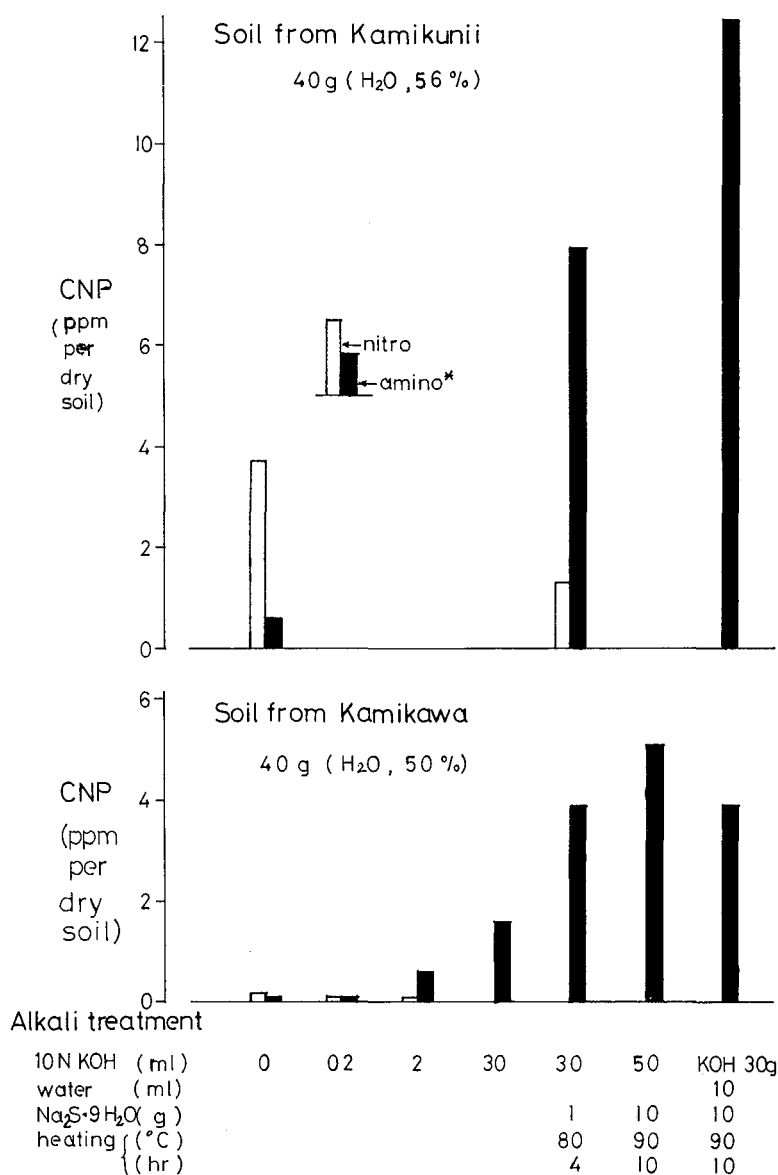 Soil from Kamikunii
40g (H₂O, 56%)
12
10
8
6
4
2
0
CNP
(ppm
per
dry
soil)
nitro
amino*
Soil from Kamikawa
40g (H₂O, 50%)
6
4
2
0
CNP
(ppm
per
dry
soil)
Alkali treatment
10N KOH (ml) 0 02 2 30 30 50 KOH 30g
water (ml) 10
Na₂S·9H₂O(g) 1 10 10
heating (°C) 80 90 90
(hr) 4 10 10